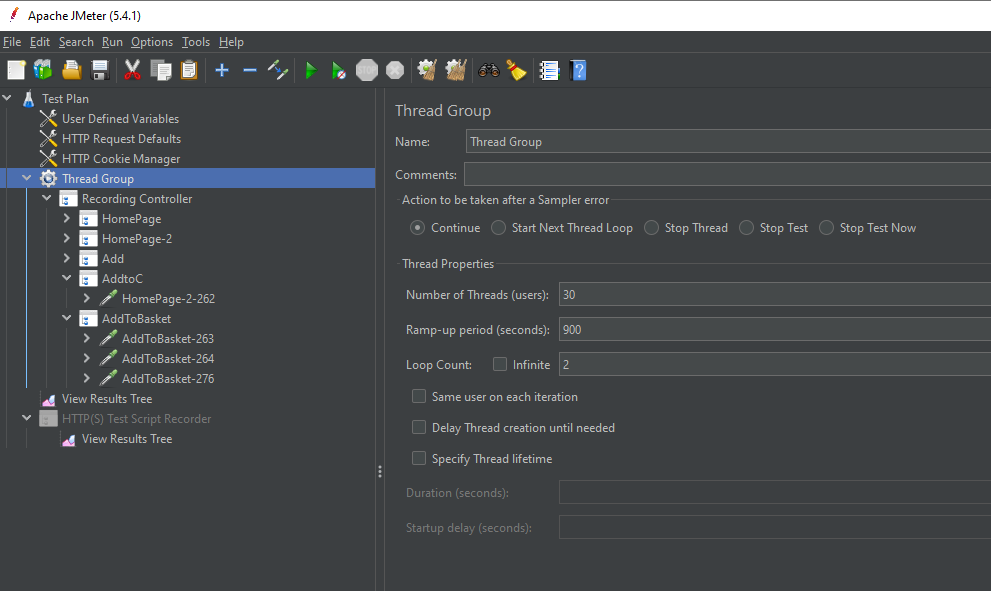 Apache JMeter (5.4.1)
File Edit Search Run Options Tools Help
STOP
Test Plan
User Defined Variables
HTTP Request Defaults
HTTP Cookie Manager
Thread Group
Recording Controller
HomePage
HomePage-2
Add
AddtoC
HomePage-2-262
AddToBasket
AddToBasket-263
AddToBasket-264
AddToBasket-276
View Results Tree
HTTP(S) Test Script Recorder
View Results Tree
Thread Group
Name: Thread Group
Comments:
Action to be taken after a Sampler error
Continue Start Next Thread Loop Stop Thread Stop Test Stop Test Now
Thread Properties
Number of Threads (users): 30
Ramp-up period (seconds): 900
Loop Count: Infinite 2
Same user on each iteration
Delay Thread creation until needed
Specify Thread lifetime
Duration (seconds):
Startup delay (seconds):